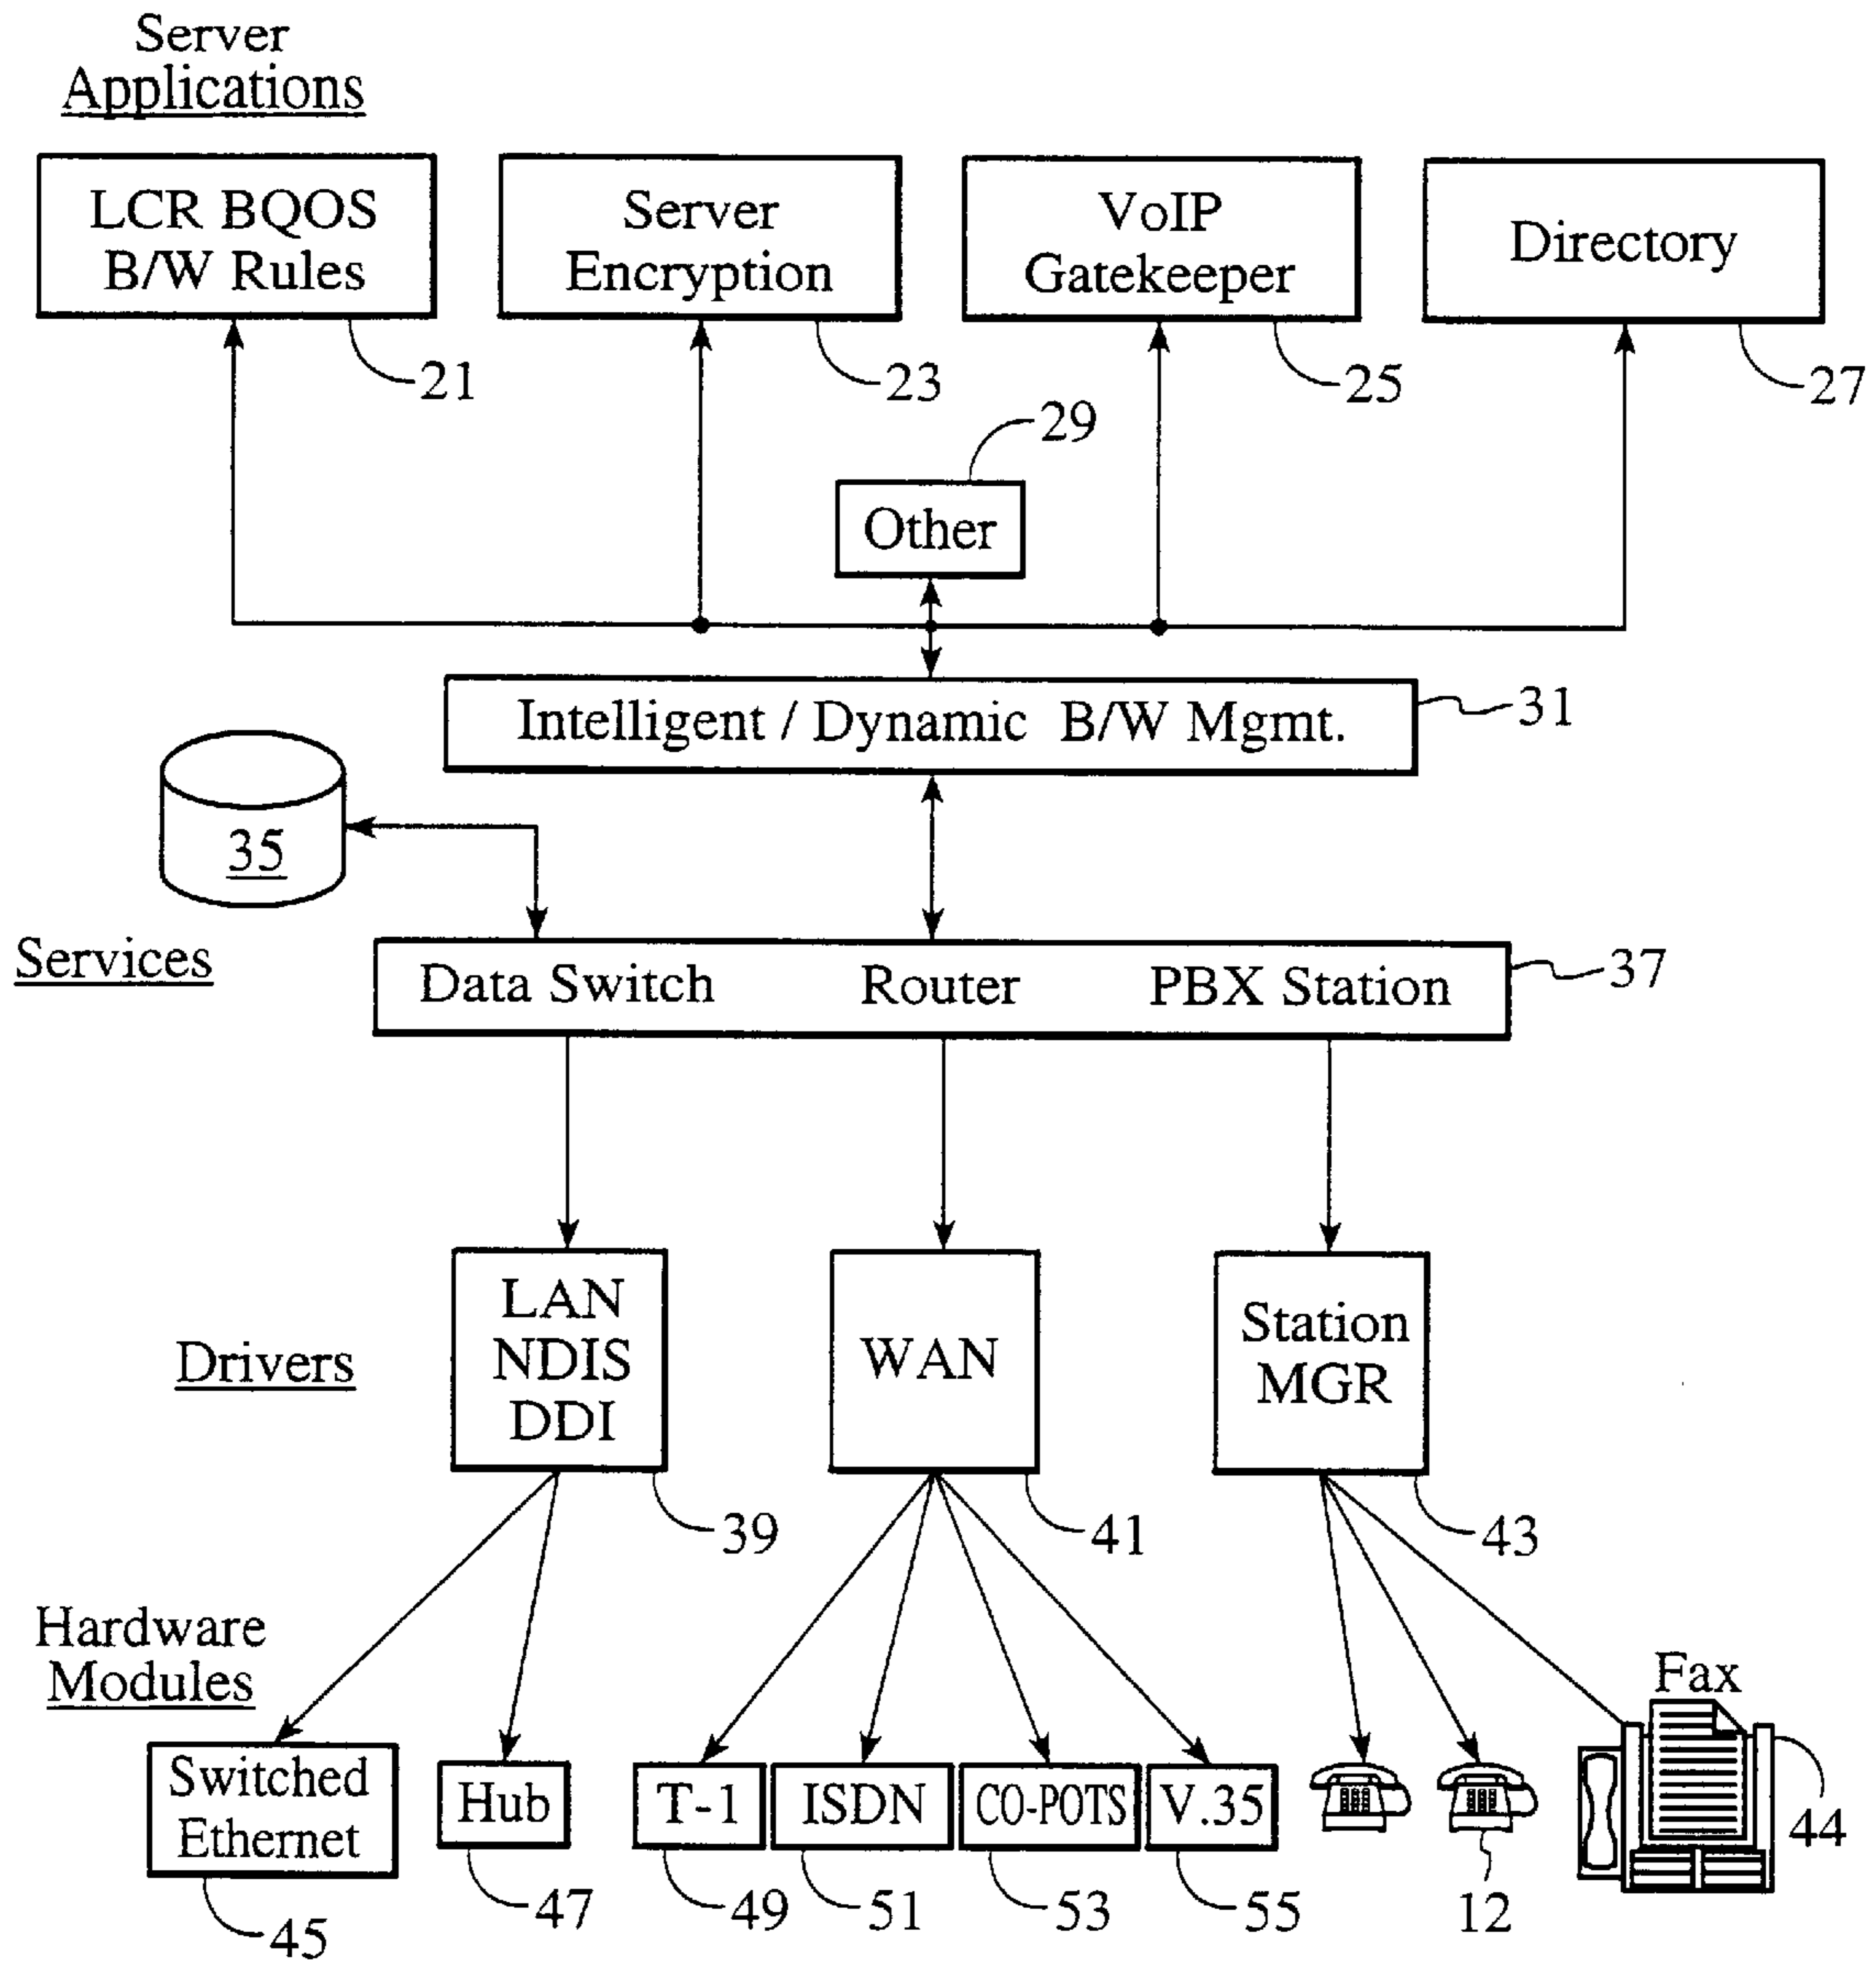 Server
Applications
LCR BQOS
B/W Rules
21
Server
Encryption
23
VoIP
Gatekeeper
25
Directory
27
29
Other
Intelligent / Dynamic B/W Mgmt.
31
35
Services
Data Switch Router PBX Station
37
Drivers
LAN
NDIS
DDI
39
WAN
41
Station
MGR
43
Hardware
Modules
Switched
Ethernet
45
Hub
47
T-1
49
ISDN
51
CO-POTS
53
V.35
55
12
Fax
44